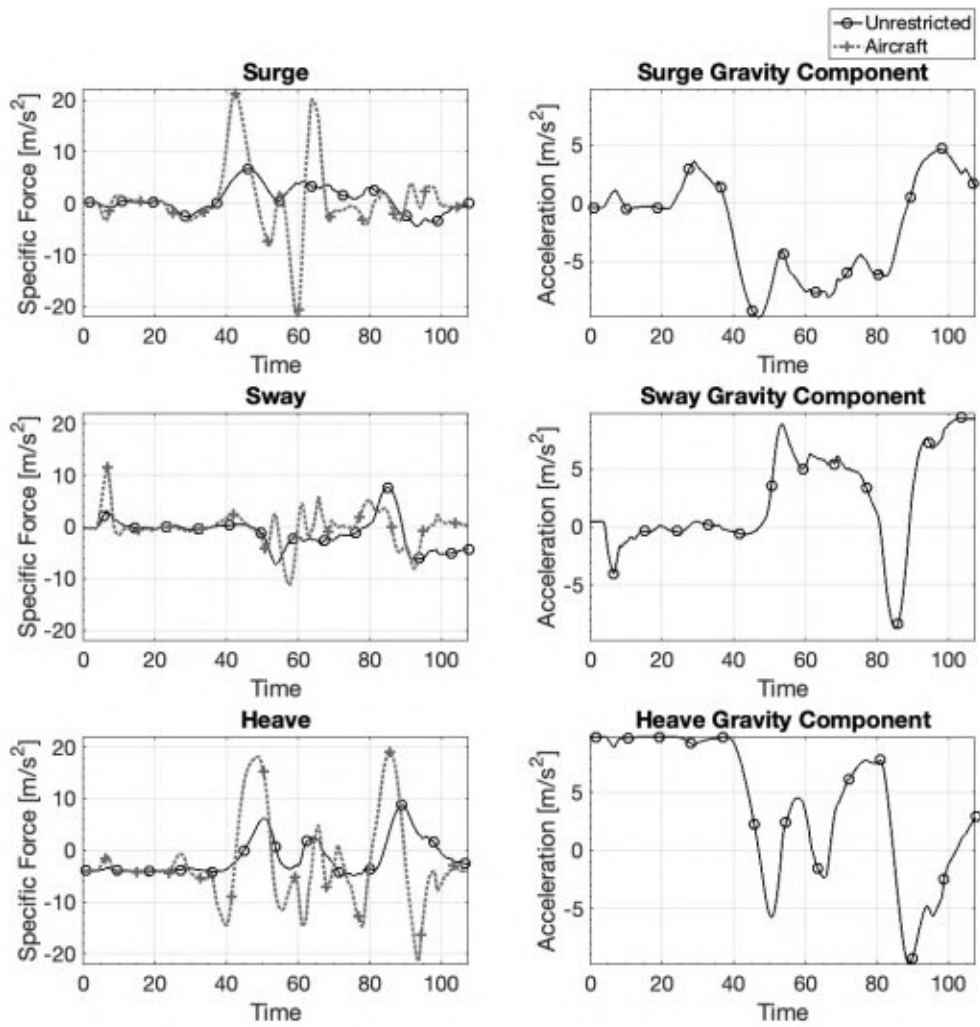 Unrestricted
Aircraft
Surge
Specific Force [m/s²]
20
10
0
-10
-20
0 20 40 60 80 100
Time
Surge Gravity Component
Acceleration [m/s²]
5
0
-5
0 20 40 60 80 100
Time
Sway
Specific Force [m/s²]
20
10
0
-10
-20
0 20 40 60 80 100
Time
Sway Gravity Component
Acceleration [m/s²]
5
0
-5
0 20 40 60 80 100
Time
Heave
Specific Force [m/s²]
20
10
0
-10
-20
0 20 40 60 80 100
Time
Heave Gravity Component
Acceleration [m/s²]
5
0
-5
0 20 40 60 80 100
Time